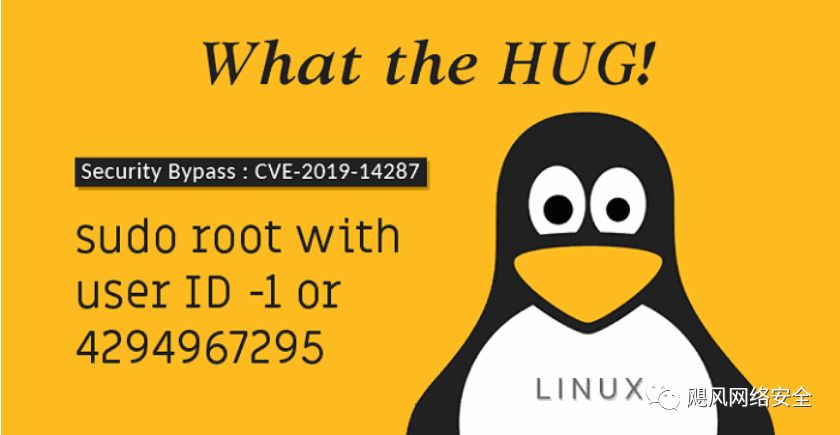 What the HUG!
Security Bypass : CVE-2019-14287
sudo root with
user ID -1 or
4294967295
LINUX
飓风网络安全